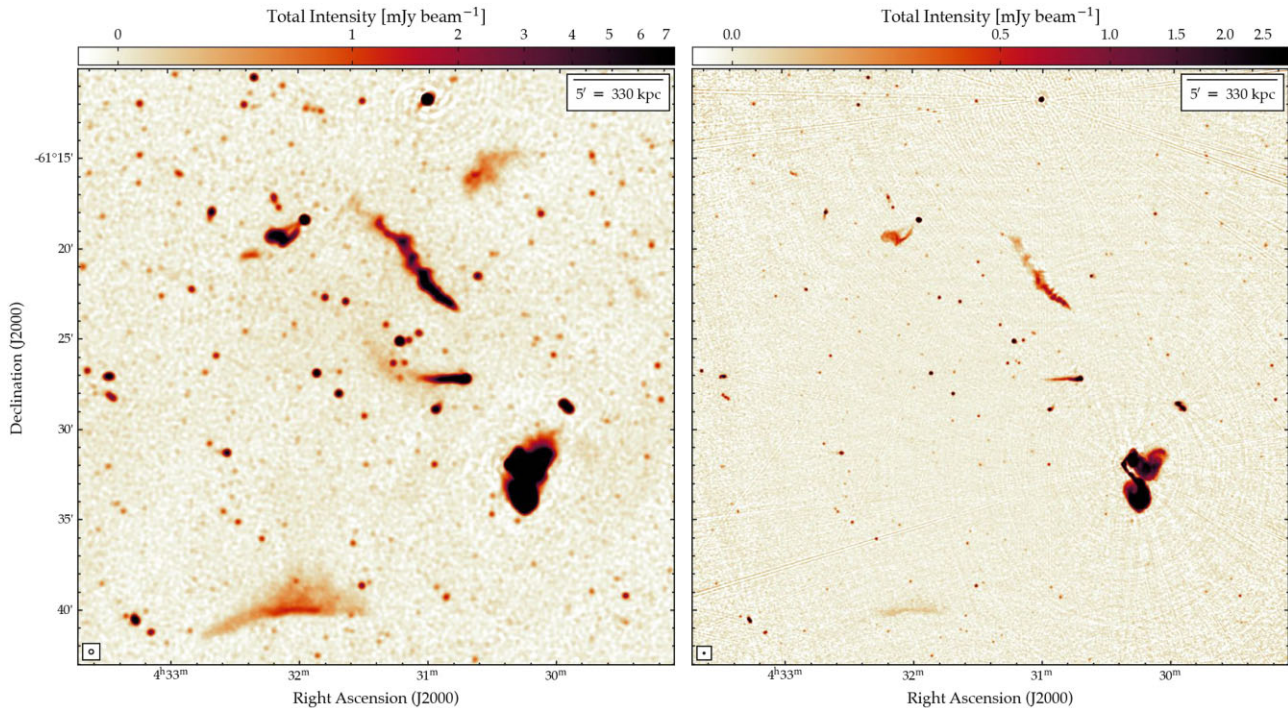 Total Intensity [mJy beam⁻¹]
0 1 2 3 4 5 6 7
5′ = 330 kpc
-61°15′
20′
25′
30′
35′
40′
Declination (J2000)
4ʰ33ᵐ 32ᵐ 31ᵐ 30ᵐ
Right Ascension (J2000)
Total Intensity [mJy beam⁻¹]
0.0 0.5 1.0 1.5 2.0 2.5
5′ = 330 kpc
4ʰ33ᵐ 32ᵐ 31ᵐ 30ᵐ
Right Ascension (J2000)